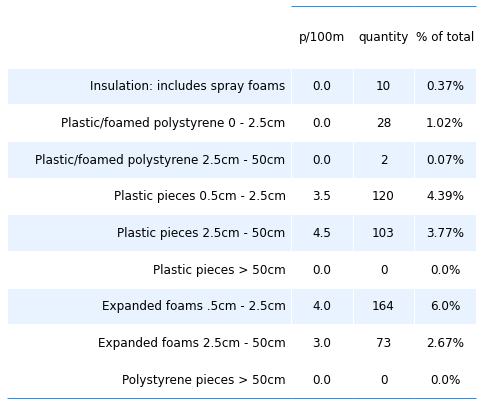 p/100m quantity % of total
Insulation: includes spray foams 0.0 10 0.37%
Plastic/foamed polystyrene 0 - 2.5cm 0.0 28 1.02%
Plastic/foamed polystyrene 2.5cm - 50cm 0.0 2 0.07%
Plastic pieces 0.5cm - 2.5cm 3.5 120 4.39%
Plastic pieces 2.5cm - 50cm 4.5 103 3.77%
Plastic pieces > 50cm 0.0 0 0.0%
Expanded foams .5cm - 2.5cm 4.0 164 6.0%
Expanded foams 2.5cm - 50cm 3.0 73 2.67%
Polystyrene pieces > 50cm 0.0 0 0.0%